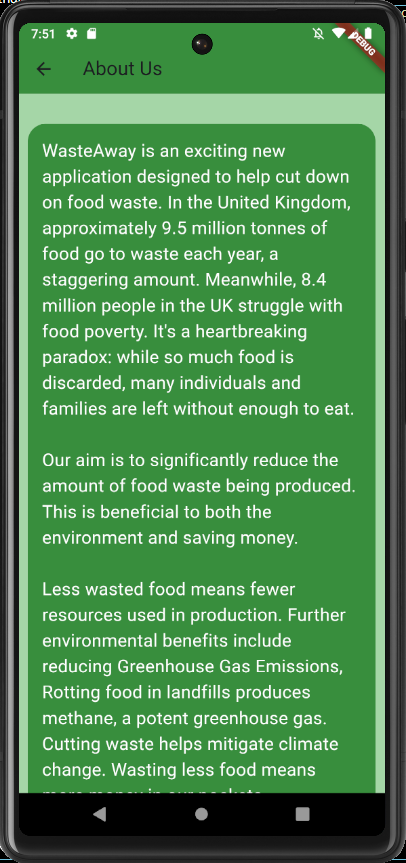 7:51
DEBUG
About Us
WasteAway is an exciting new
application designed to help cut down
on food waste. In the United Kingdom,
approximately 9.5 million tonnes of
food go to waste each year, a
staggering amount. Meanwhile, 8.4
million people in the UK struggle with
food poverty. It's a heartbreaking
paradox: while so much food is
discarded, many individuals and
families are left without enough to eat.
Our aim is to significantly reduce the
amount of food waste being produced.
This is beneficial to both the
environment and saving money.
Less wasted food means fewer
resources used in production. Further
environmental benefits include
reducing Greenhouse Gas Emissions,
Rotting food in landfills produces
methane, a potent greenhouse gas.
Cutting waste helps mitigate climate
change. Wasting less food means
more money in our pockets